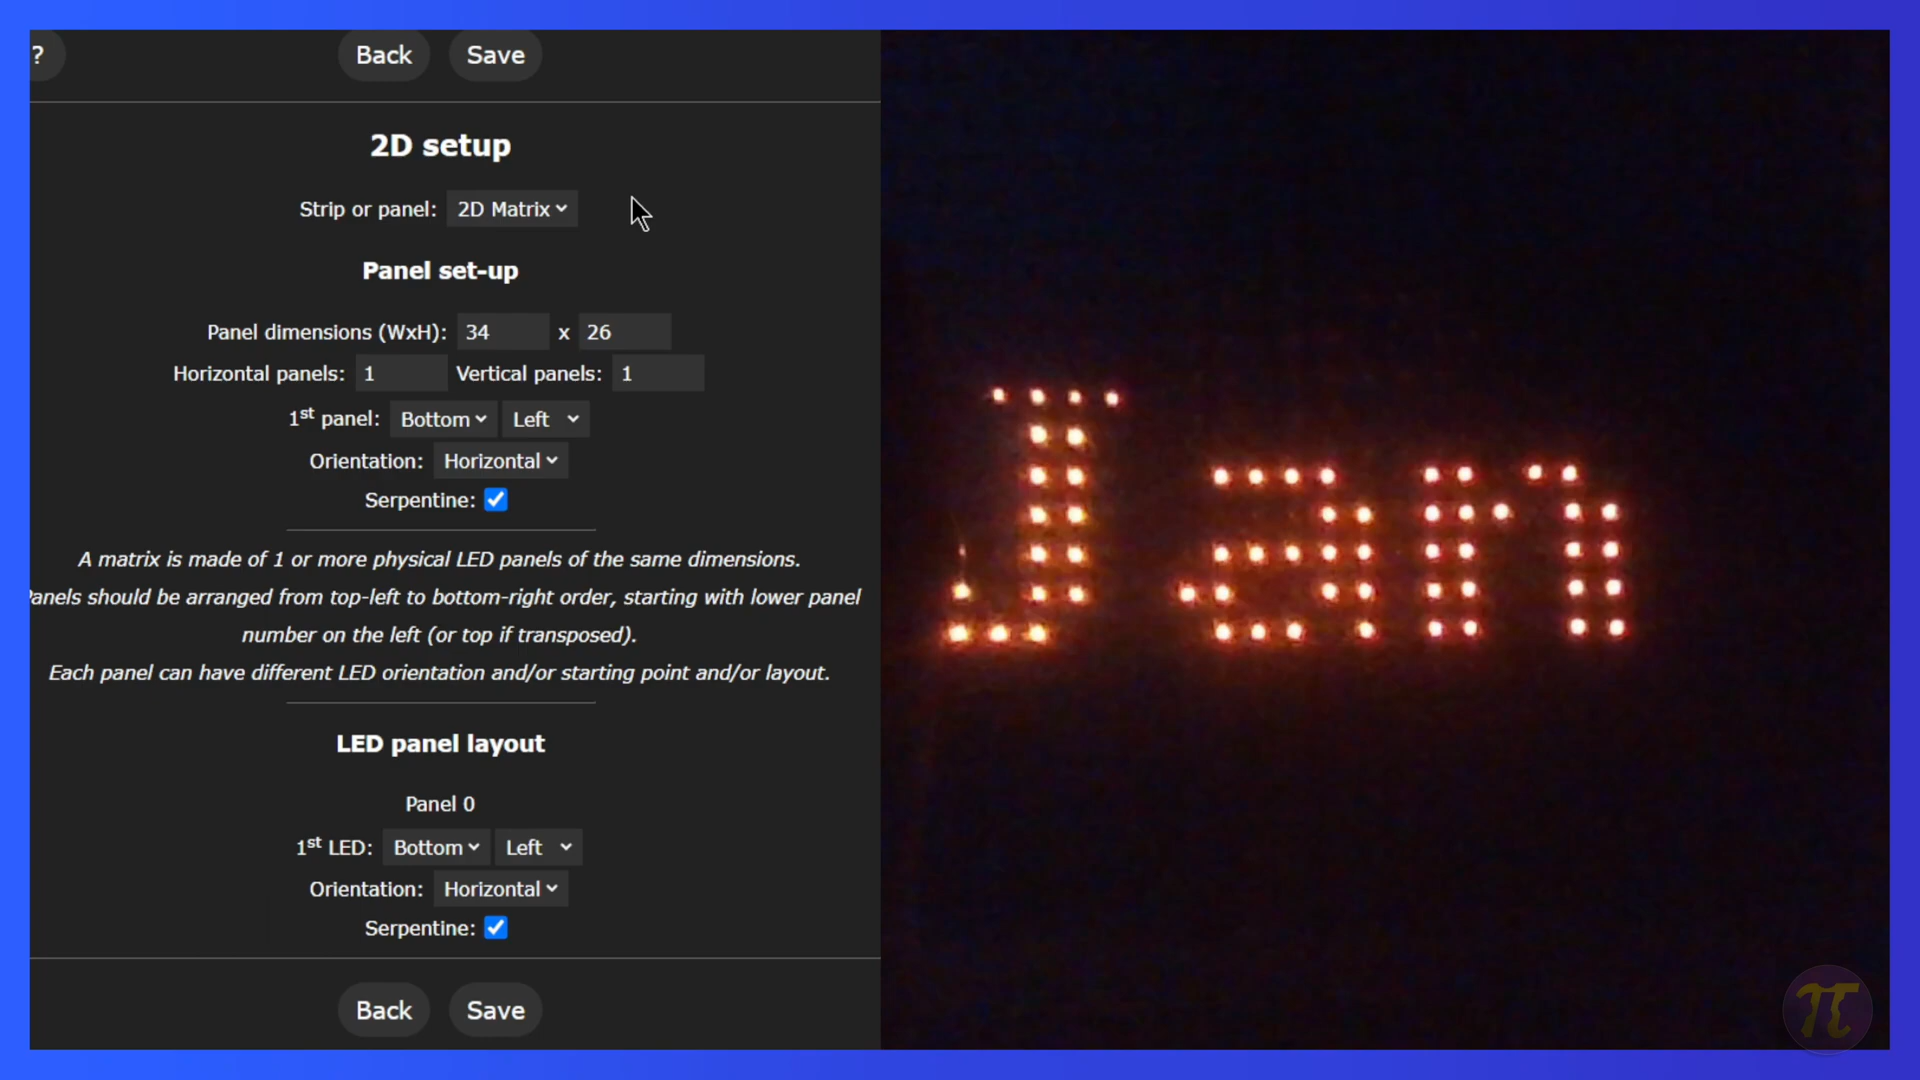 ?
Back Save
2D setup
Strip or panel: 2D Matrix
Panel set-up
Panel dimensions (WxH): 34 x 26
Horizontal panels: 1 Vertical panels: 1
1st panel: Bottom Left
Orientation: Horizontal
Serpentine:
A matrix is made of 1 or more physical LED panels of the same dimensions.
anels should be arranged from top-left to bottom-right order, starting with lower panel
number on the left (or top if transposed).
Each panel can have different LED orientation and/or starting point and/or layout.
LED panel layout
Panel 0
1st LED: Bottom Left
Orientation: Horizontal
Serpentine:
Back Save
Jan
π